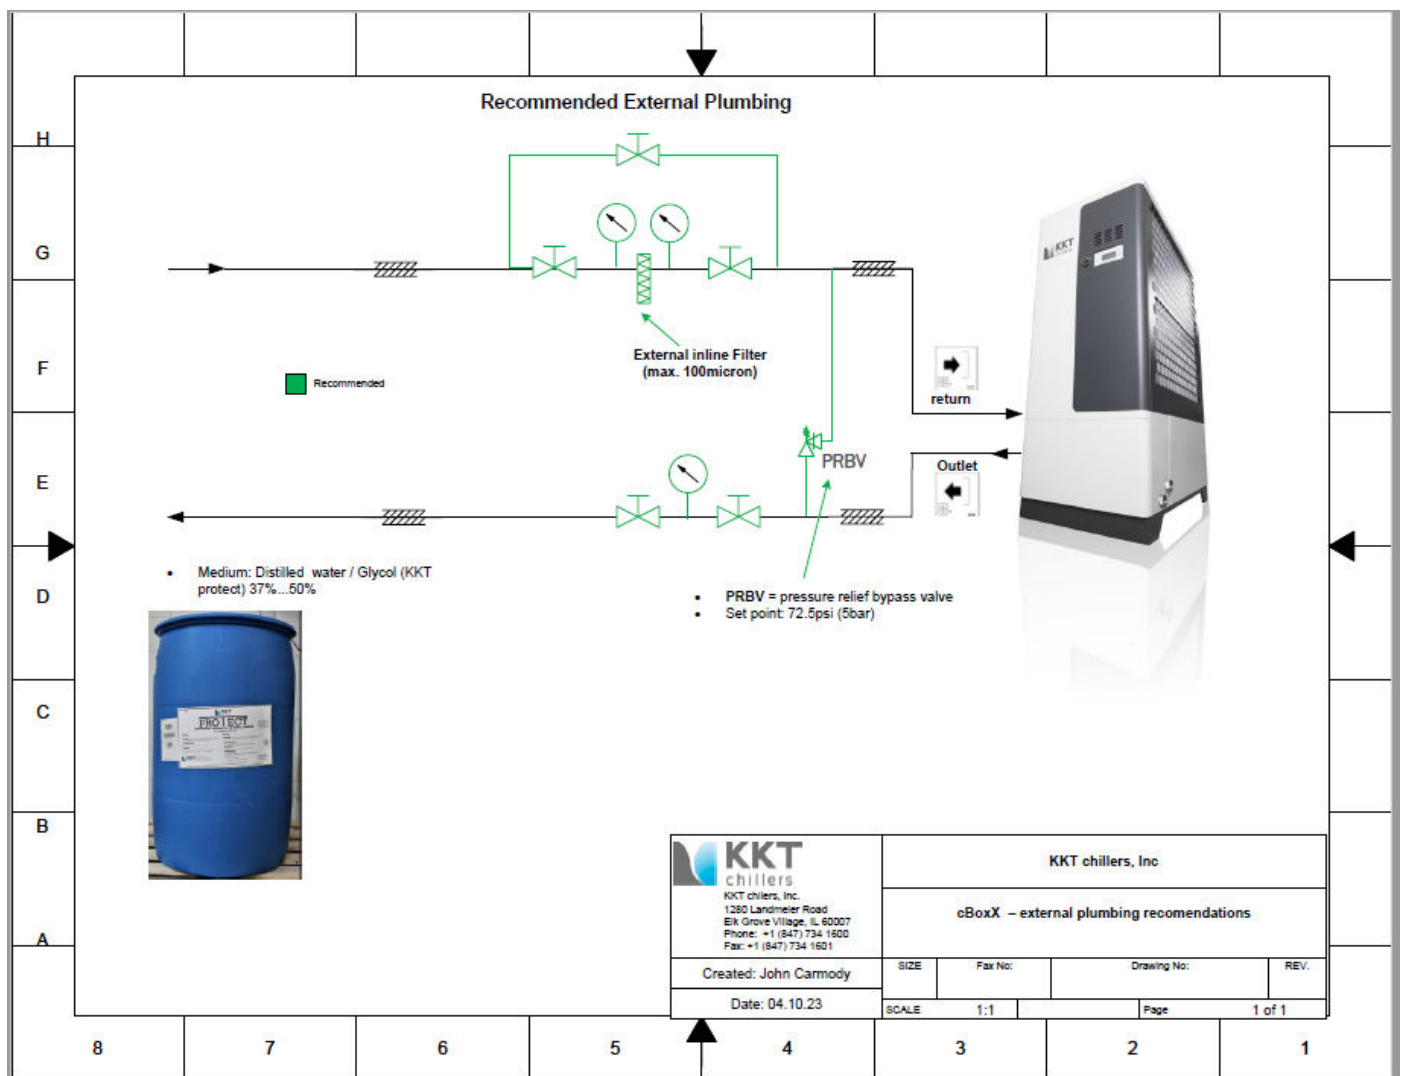 Recommended External Plumbing
H
G
F
E
D
C
B
A
KKT
External inline Filter
(max. 100micron)
Recommended
return
PRBV
Outlet
• Medium: Distilled water / Glycol (KKT
protect) 37%...50%
• PRBV = pressure relief bypass valve
• Set point: 72.5psi (5bar)
KKT
PROTECT
KKT
KKT
chillers
KKT chillers, Inc.
1280 Landmeier Road
Elk Grove Village, IL 60007
Phone: +1 (847) 734 1600
Fax: +1 (847) 734 1601
Created: John Carmody
Date: 04.10.23
KKT chillers, Inc
cBoxX – external plumbing recomendations
SIZE
Fax No:
Drawing No:
REV.
SCALE
1:1
Page
1 of 1
8
7
6
5
4
3
2
1